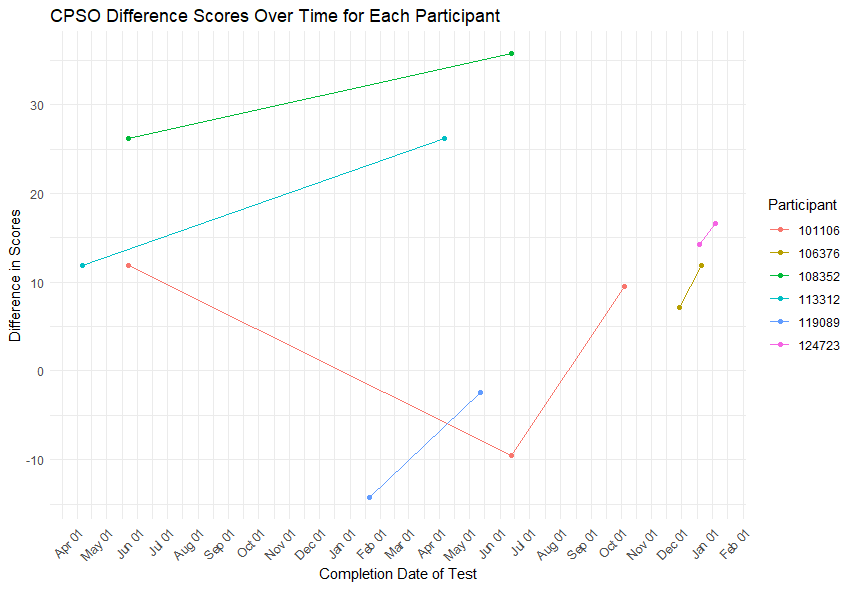 CPSO Difference Scores Over Time for Each Participant
Difference in Scores
30
20
10
0
-10
Apr 01
May 01
Jun 01
Jul 01
Aug 01
Sep 01
Oct 01
Nov 01
Dec 01
Jan 01
Feb 01
Mar 01
Apr 01
May 01
Jun 01
Jul 01
Aug 01
Sep 01
Oct 01
Nov 01
Dec 01
Jan 01
Feb 01
Completion Date of Test
Participant
101106
106376
108352
113312
119089
124723